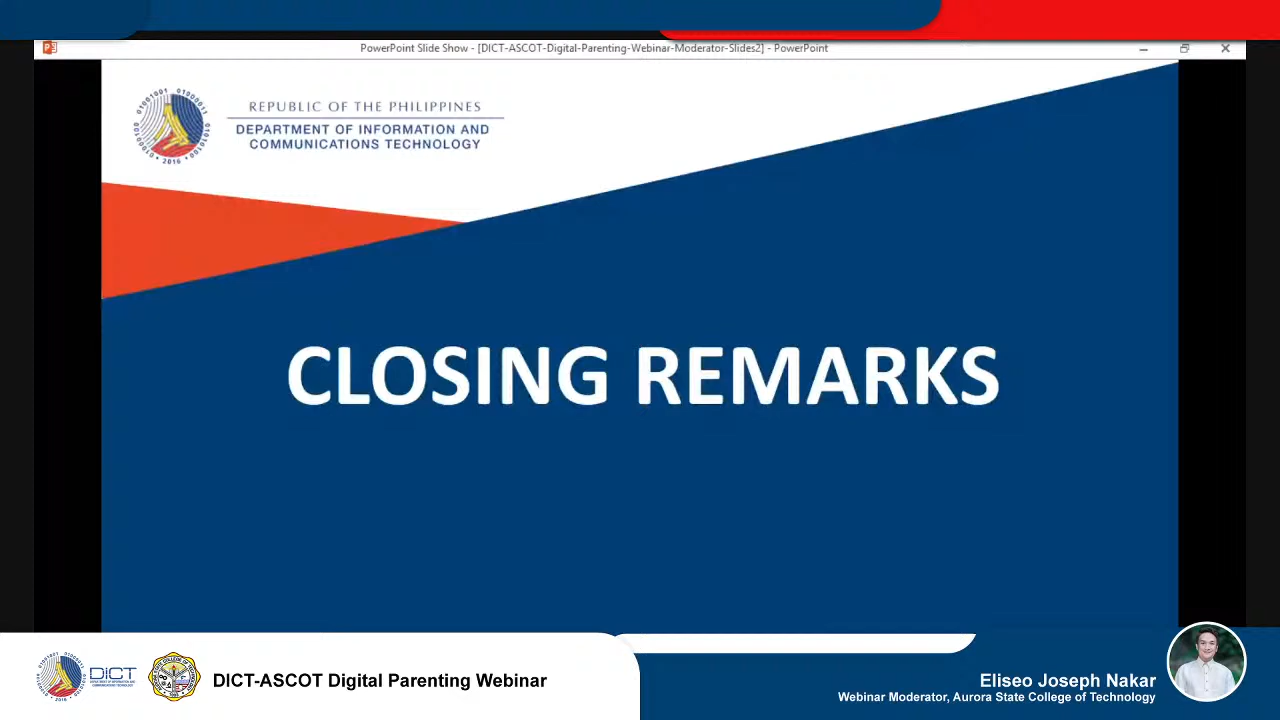 PowerPoint Slide Show - [DICT-ASCOT-Digital-Parenting-Webinar-Moderator-Slides2] - PowerPoint
REPUBLIC OF THE PHILIPPINES
DEPARTMENT OF INFORMATION AND
COMMUNICATIONS TECHNOLOGY
2016
CLOSING REMARKS
DICT
DICT-ASCOT Digital Parenting Webinar
Eliseo Joseph Nakar
Webinar Moderator, Aurora State College of Technology